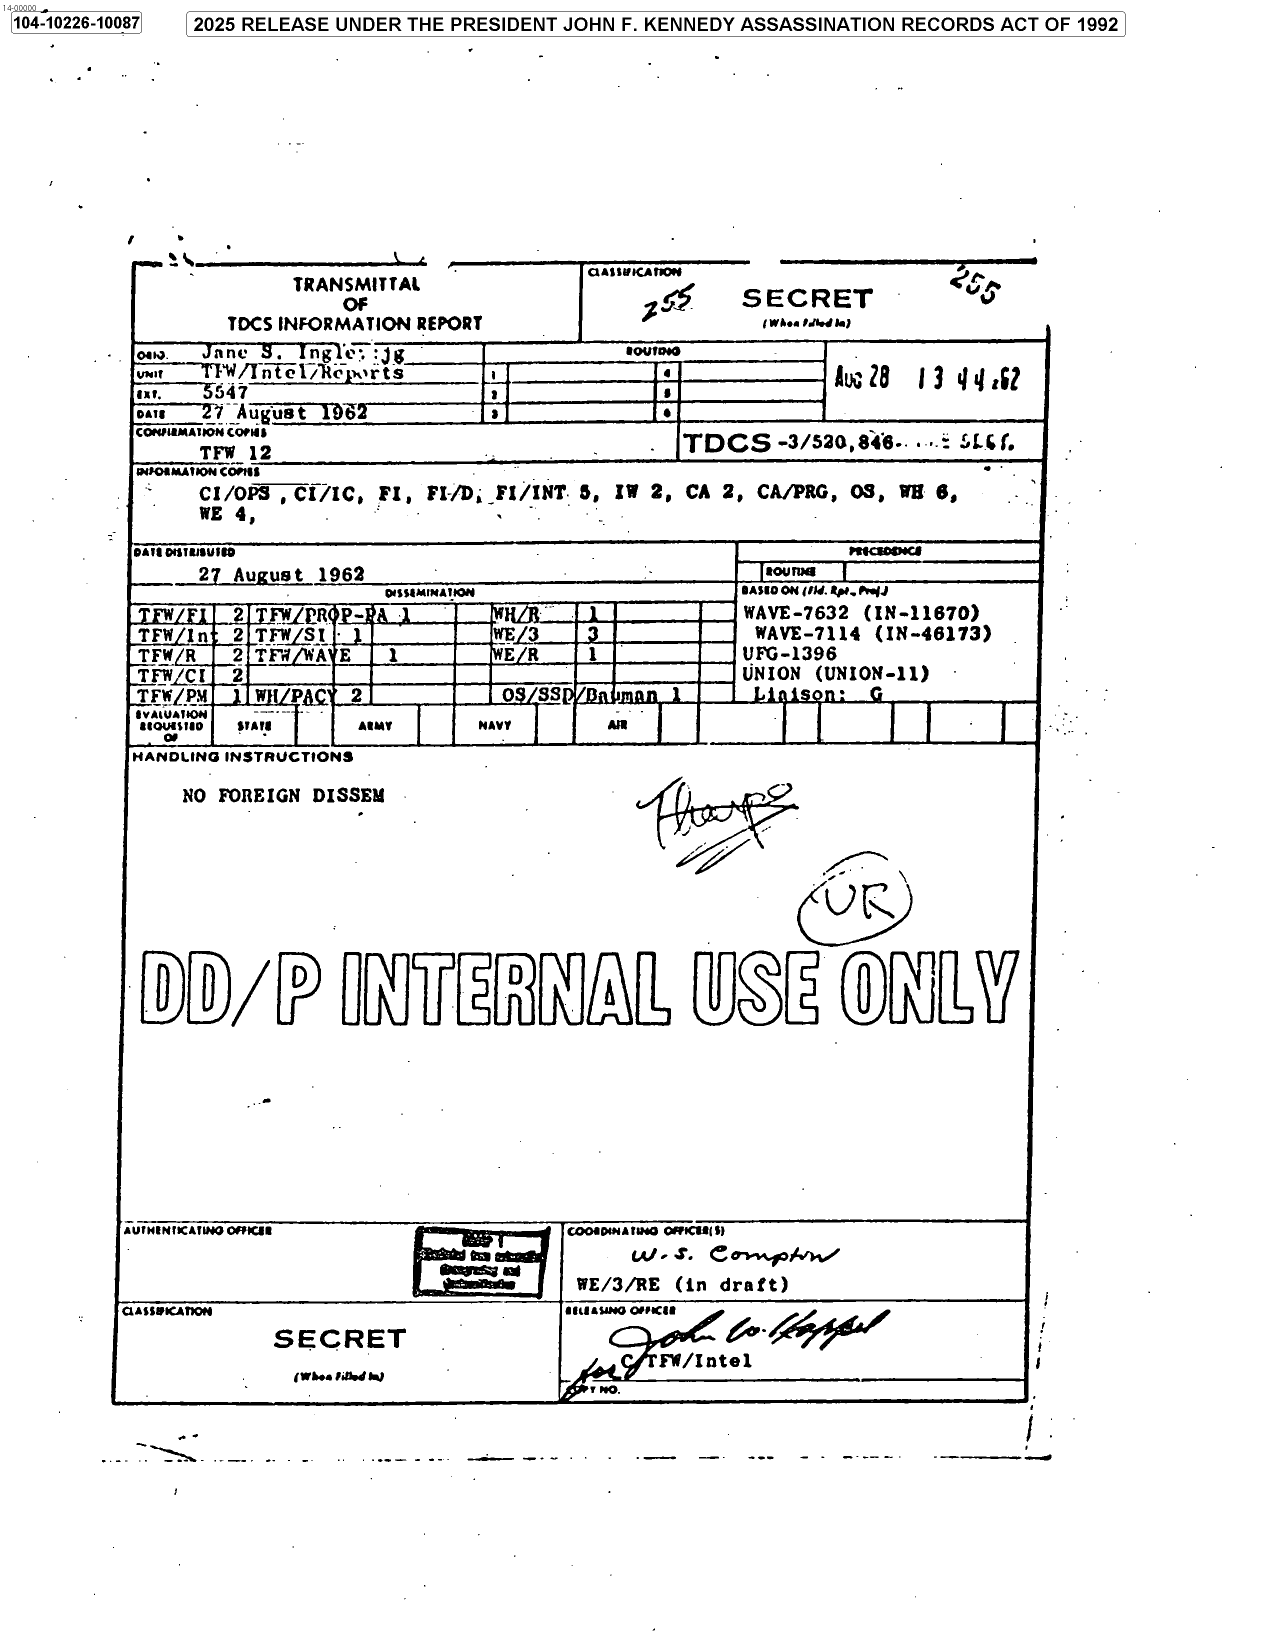 14-00000
104-10226-10087
2025 RELEASE UNDER THE PRESIDENT JOHN F. KENNEDY ASSASSINATION RECORDS ACT OF 1992
TRANSMITTAL
OF
TDCS INFORMATION REPORT
CLASSIFICATION
255
SECRET
(When Filled In)
255
ORIG. Jane S. Ingle: :jg
UNIT TFW/Intel/Reports
EXT. 5547
DATE 27 August 1962
ROUTING
1 4
2 5
3 6
AUG 28 13 44 '62
CONFIRMATION COPIES
TFW 12
TDCS -3/520,846
INFORMATION COPIES
CI/OPS , CI/IC, FI, FI/D, FI/INT 5, IW 2, CA 2, CA/PRG, OS, WH 6,
WE 4,
DATE DISTRIBUTED
27 August 1962
PRECEDENCE
ROUTINE
DISSEMINATION
BASED ON (Fld. Rpt., Proj.)
TFW/FI 2 TFW/PROP-PA 1 WH/R 1
TFW/Int 2 TFW/SI 1 WE/3 3
TFW/R 2 TFW/WAVE 1 WE/R 1
TFW/CI 2
TFW/PM 1 WH/PACY 2 OS/SSD/Bauman 1
WAVE-7632 (IN-11670)
WAVE-7114 (IN-46173)
UFG-1396
UNION (UNION-11)
Liaison: G
EVALUATION
REQUESTED
OF
STATE ARMY NAVY AIR
HANDLING INSTRUCTIONS
NO FOREIGN DISSEM
UR
DD/P INTERNAL USE ONLY
AUTHENTICATING OFFICER
COORDINATING OFFICER(S)
W. S. Compton
WE/3/RE (in draft)
CLASSIFICATION
SECRET
(When Filled In)
RELEASING OFFICER
for C/TFW/Intel
COPY NO.